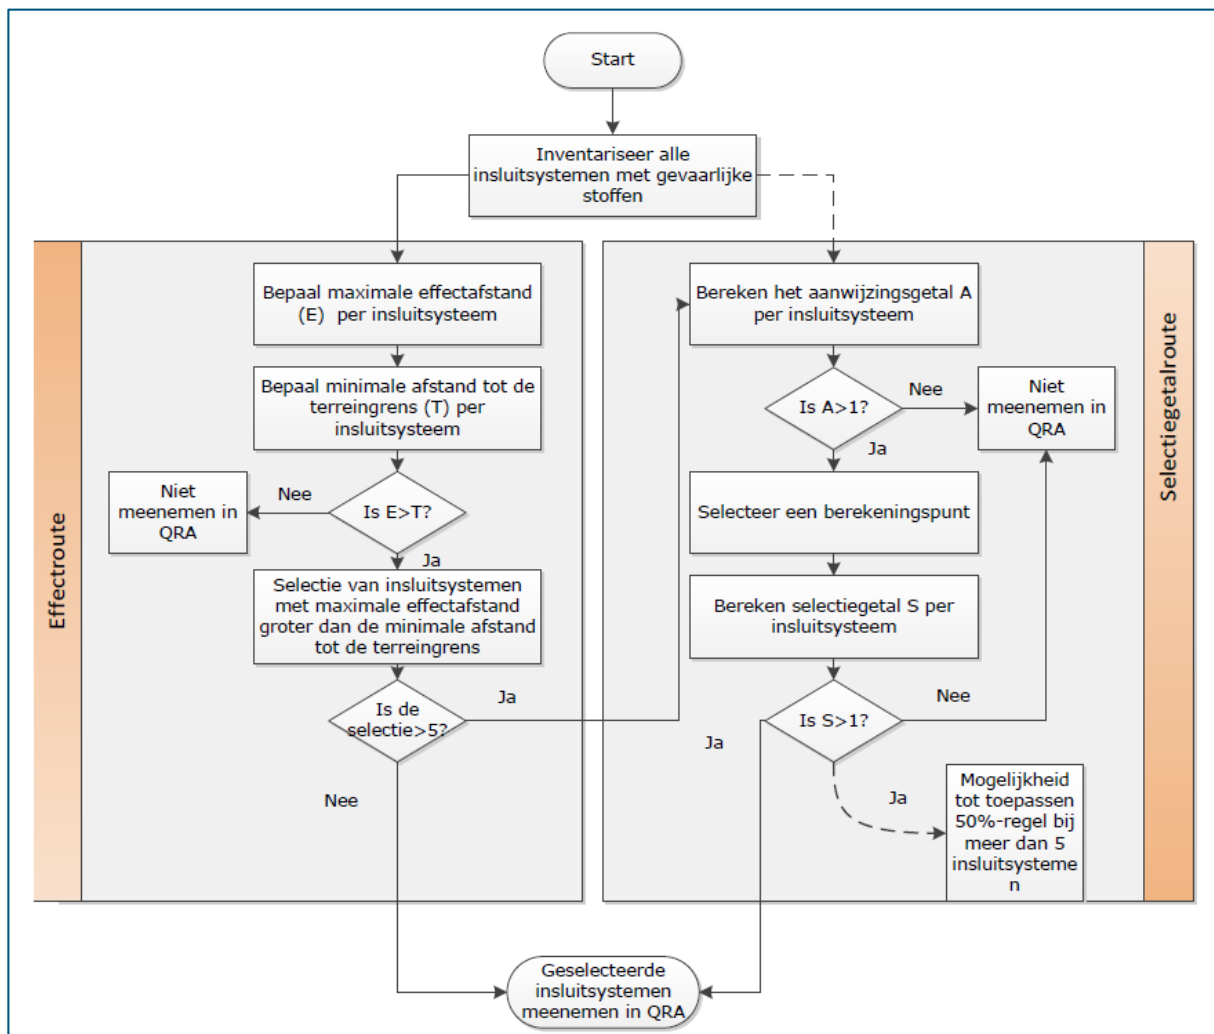 Start
Inventariseer alle
insluitsystemen met gevaarlijke
stoffen
Effectroute
Bepaal maximale effectafstand
(E) per insluitsysteem
Bepaal minimale afstand tot de
terreingrens (T) per
insluitsysteem
Is E>T?
Nee
Niet
meenemen in
QRA
Ja
Selectie van insluitsystemen
met maximale effectafstand
groter dan de minimale afstand
tot de terreingrens
Is de
selectie>5?
Ja
Nee
Selectiegetalroute
Bereken het aanwijzingsgetal A
per insluitsysteem
Is A>1?
Nee
Niet
meenemen in
QRA
Ja
Selecteer een berekeningspunt
Bereken selectiegetal S per
insluitsysteem
Is S>1?
Nee
Ja
Ja
Mogelijkheid
tot toepassen
50%-regel bij
meer dan 5
insluitsysteme
n
Geselecteerde
insluitsystemen
meenemen in QRA